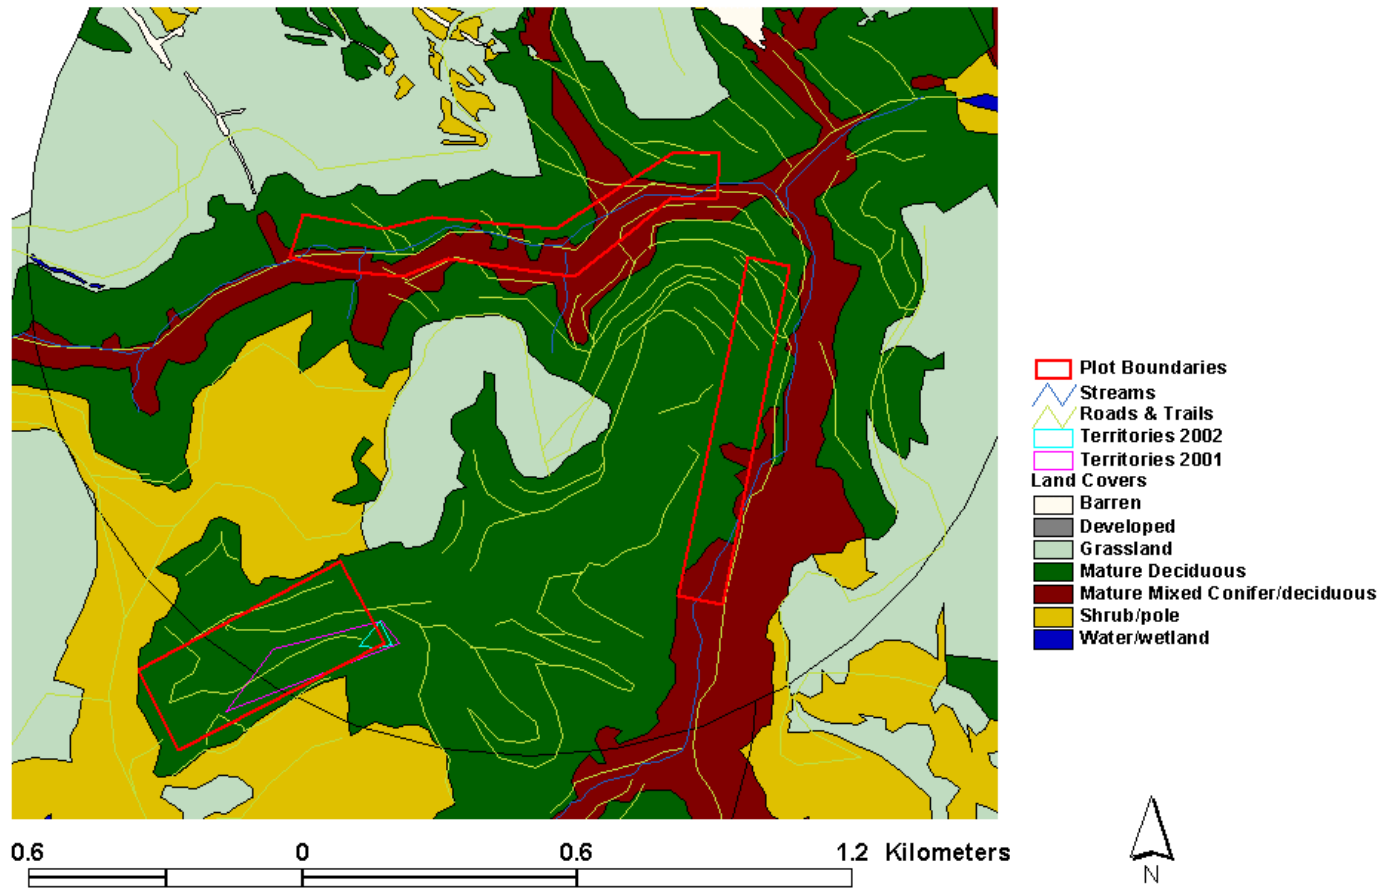 Plot Boundaries
Streams
Roads & Trails
Territories 2002
Territories 2001
Land Covers
Barren
Developed
Grassland
Mature Deciduous
Mature Mixed Conifer/deciduous
Shrub/pole
Water/wetland
0.6 0 0.6 1.2 Kilometers
N